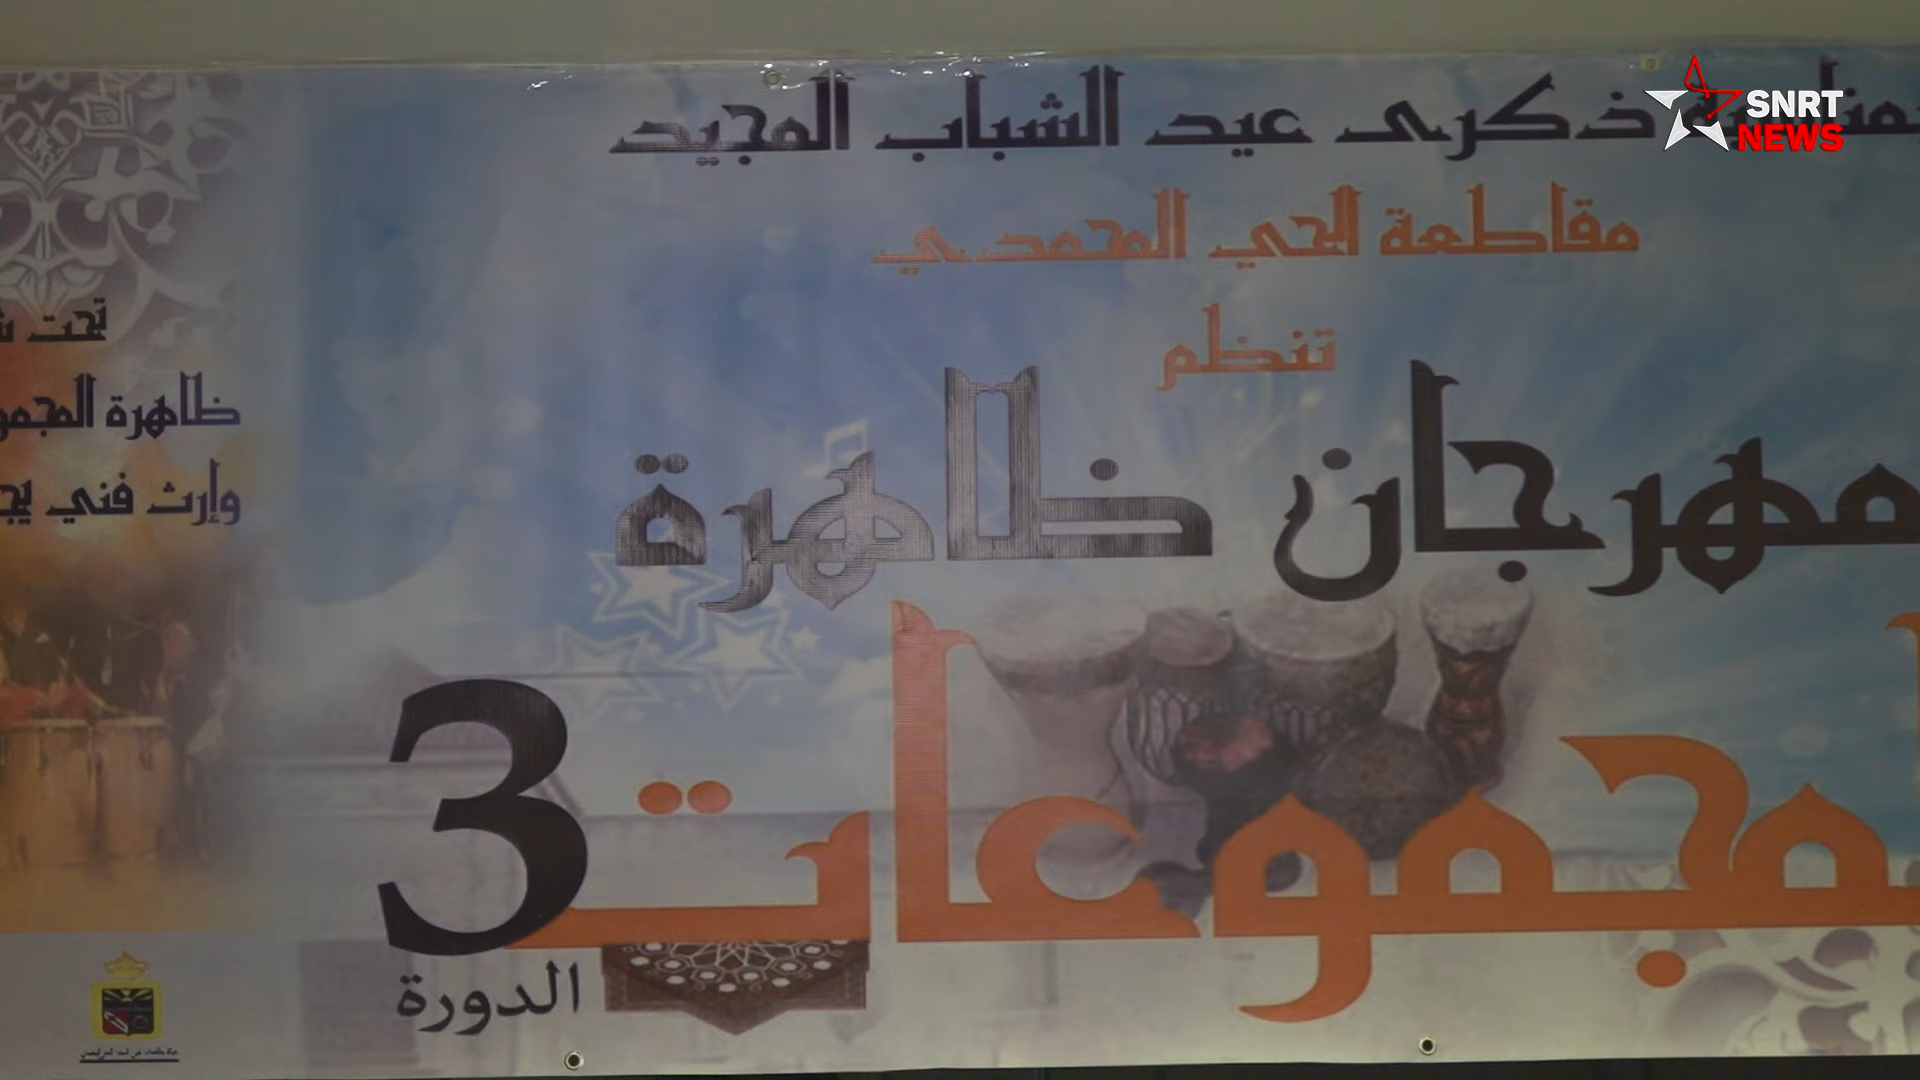 ذكرى عيد الشباب المجيد
مقاطعة الحي المحمدي
تنظم
مهرجان ظاهرة
المجموعات
3
الدورة
تحت
ظاهرة
وإرث فني
SNRT
NEWS